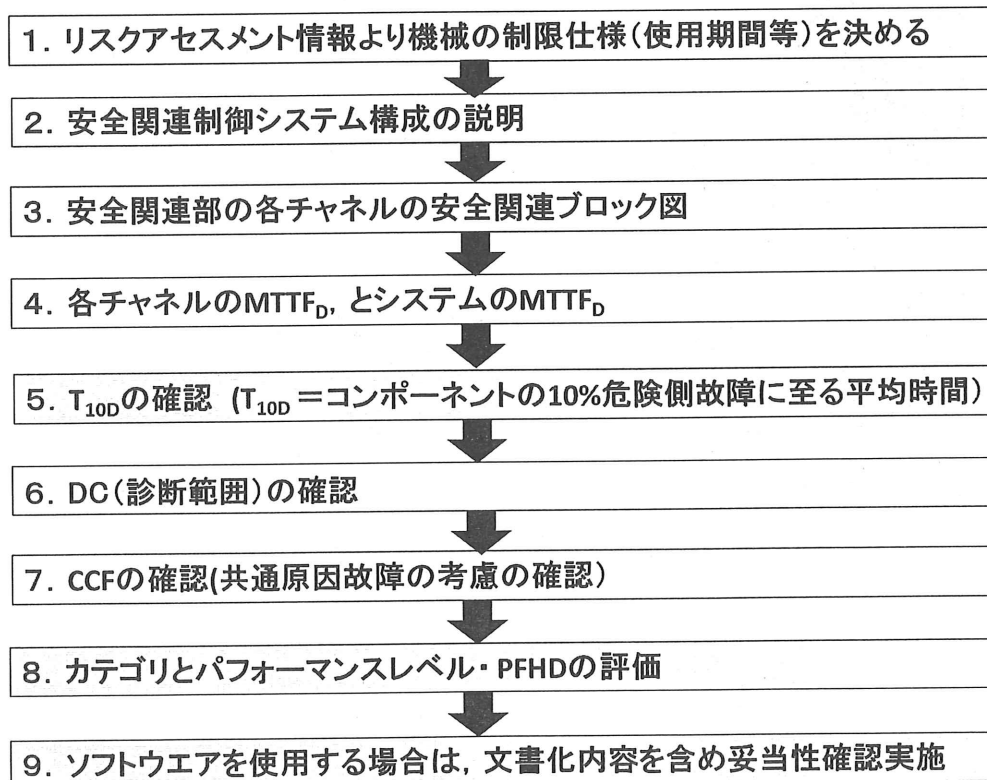 1. リスクアセスメント情報より機械の制限仕様(使用期間等)を決める
2. 安全関連制御システム構成の説明
3. 安全関連部の各チャネルの安全関連ブロック図
4. 各チャネルのMTTFD, とシステムのMTTFD
5. T10Dの確認 (T10D=コンポーネントの10%危険側故障に至る平均時間)
6. DC(診断範囲)の確認
7. CCFの確認(共通原因故障の考慮の確認)
8. カテゴリとパフォーマンスレベル・PFHDの評価
9. ソフトウエアを使用する場合は, 文書化内容を含め妥当性確認実施